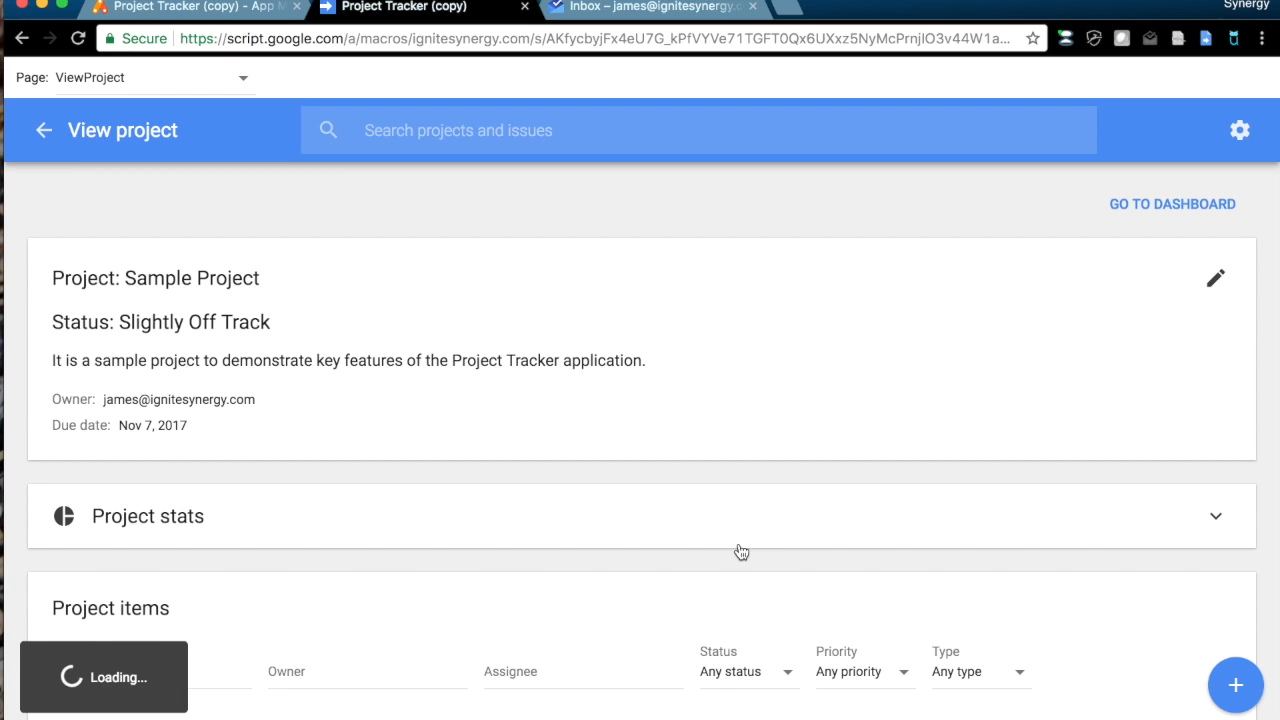 Project Tracker (copy) - App M
Project Tracker (copy)
Inbox – james@ignitesynergy.c
Synergy
Secure
https://script.google.com/a/macros/ignitesynergy.com/s/AKfycbyjFx4eU7G_kPfVYVe71TGFT0Qx6UXxz5NyMcPrnjlO3v44W1a...
Page: ViewProject
View project
Search projects and issues
GO TO DASHBOARD
Project: Sample Project
Status: Slightly Off Track
It is a sample project to demonstrate key features of the Project Tracker application.
Owner: james@ignitesynergy.com
Due date: Nov 7, 2017
Project stats
Project items
Status Priority Type
Owner Assignee Any status Any priority Any type
Loading...